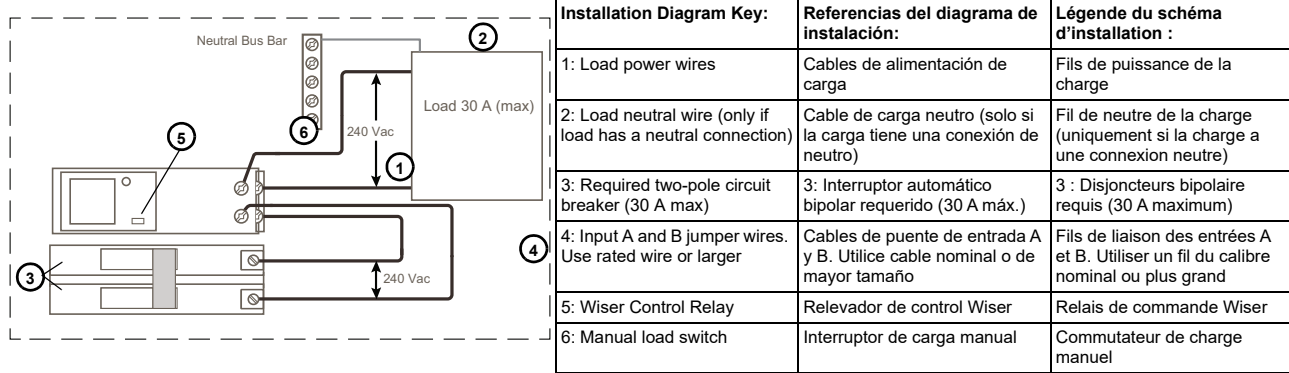 Neutral Bus Bar
2
Load 30 A (max)
6
240 Vac
5
1
4
3
240 Vac
Installation Diagram Key:
Referencias del diagrama de
instalación:
Légende du schéma
d’installation :
1: Load power wires
Cables de alimentación de
carga
Fils de puissance de la
charge
2: Load neutral wire (only if
load has a neutral connection)
Cable de carga neutro (solo si
la carga tiene una conexión de
neutro)
Fil de neutre de la charge
(uniquement si la charge a
une connexion neutre)
3: Required two-pole circuit
breaker (30 A max)
3: Interruptor automático
bipolar requerido (30 A máx.)
3 : Disjoncteurs bipolaire
requis (30 A maximum)
4: Input A and B jumper wires.
Use rated wire or larger
Cables de puente de entrada A
y B. Utilice cable nominal o de
mayor tamaño
Fils de liaison des entrées A
et B. Utiliser un fil du calibre
nominal ou plus grand
5: Wiser Control Relay
Relevador de control Wiser
Relais de commande Wiser
6: Manual load switch
Interruptor de carga manual
Commutateur de charge
manuel